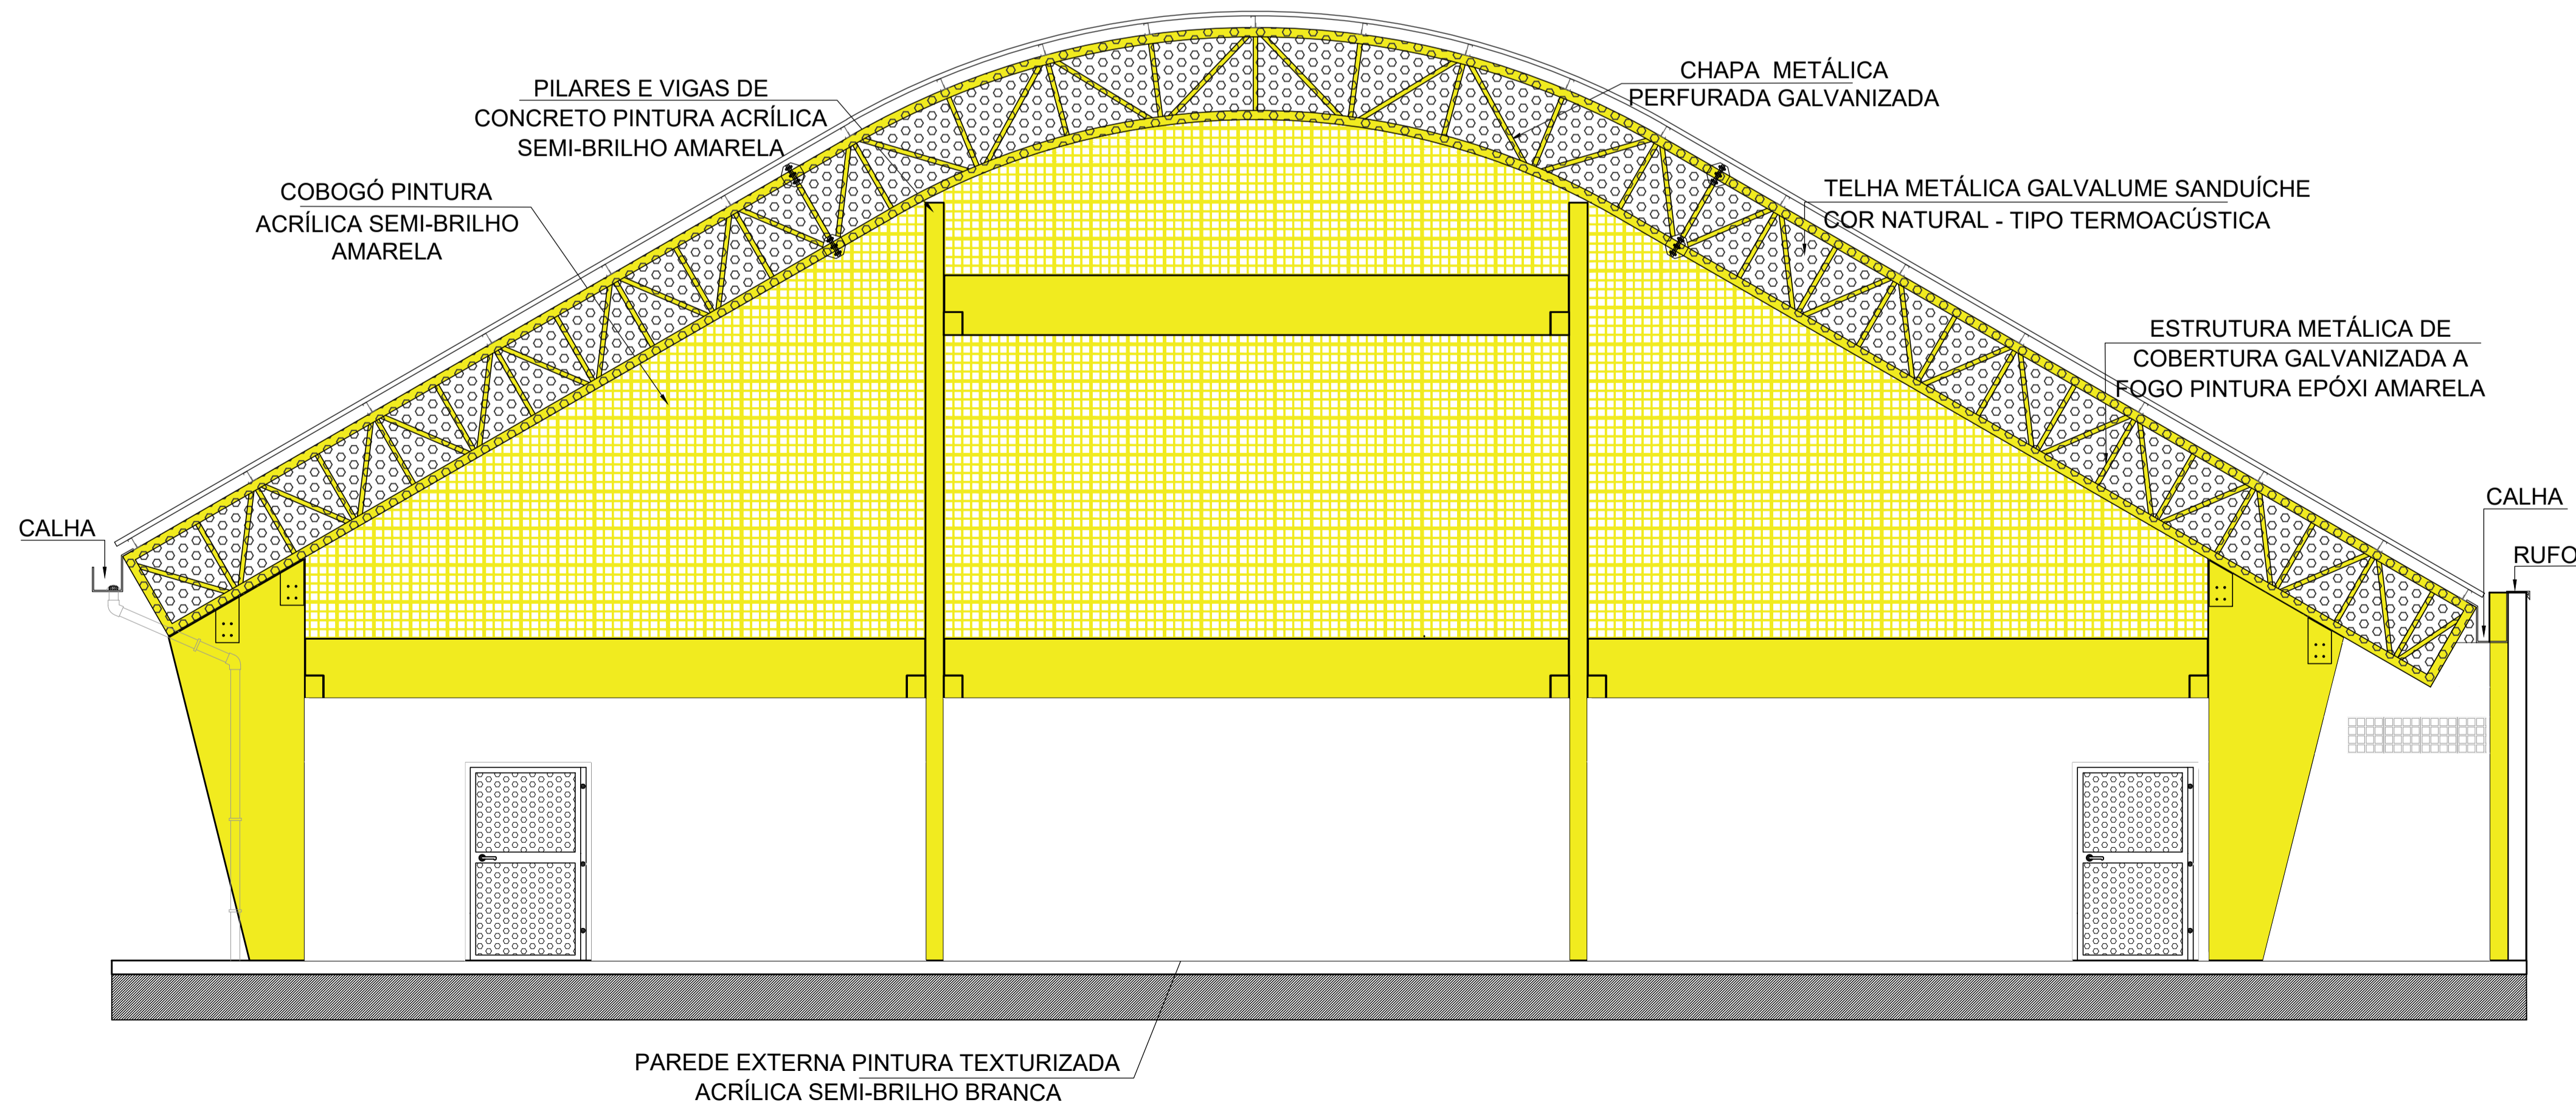 PILARES E VIGAS DE
CONCRETO PINTURA ACRÍLICA
SEMI-BRILHO AMARELA
CHAPA METÁLICA
PERFURADA GALVANIZADA
COBOGÓ PINTURA
ACRÍLICA SEMI-BRILHO
AMARELA
TELHA METÁLICA GALVALUME SANDUÍCHE
COR NATURAL - TIPO TERMOACÚSTICA
ESTRUTURA METÁLICA DE
COBERTURA GALVANIZADA A
FOGO PINTURA EPÓXI AMARELA
CALHA
CALHA
RUFO
PAREDE EXTERNA PINTURA TEXTURIZADA
ACRÍLICA SEMI-BRILHO BRANCA